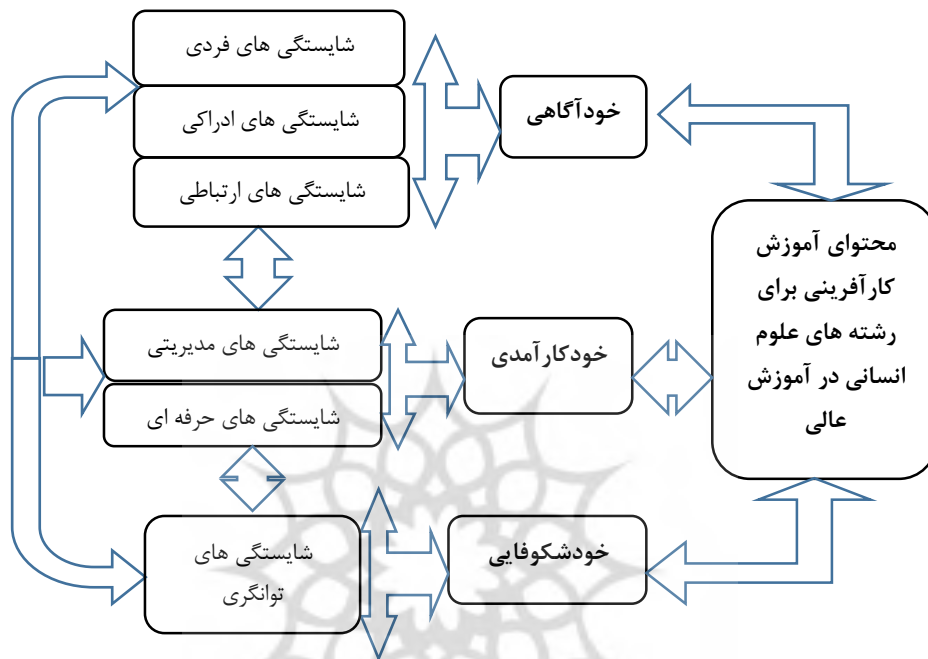 شایستگی های فردی
شایستگی های ادراکی
شایستگی های ارتباطی
خودآگاهی
محتوای آموزش
کارآفرینی برای
رشته های علوم
انسانی در آموزش
عالی
شایستگی های مدیریتی
شایستگی های حرفه ای
خودکارآمدی
شایستگی های
توانگری
خودشکوفایی